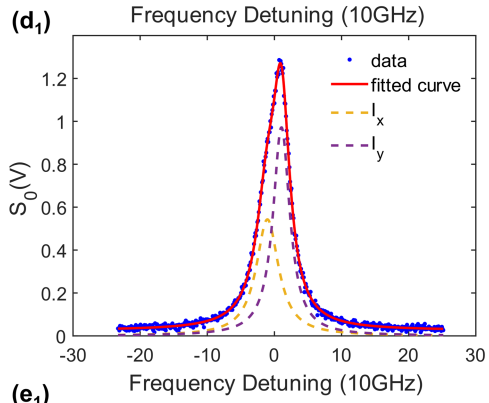 (d₁) Frequency Detuning (10GHz)
data
fitted curve
Iₓ
I_y
1.2
1
0.8
0.6
0.4
0.2
0
S₀(V)
-30 -20 -10 0 10 20 30
Frequency Detuning (10GHz)
(e₁)